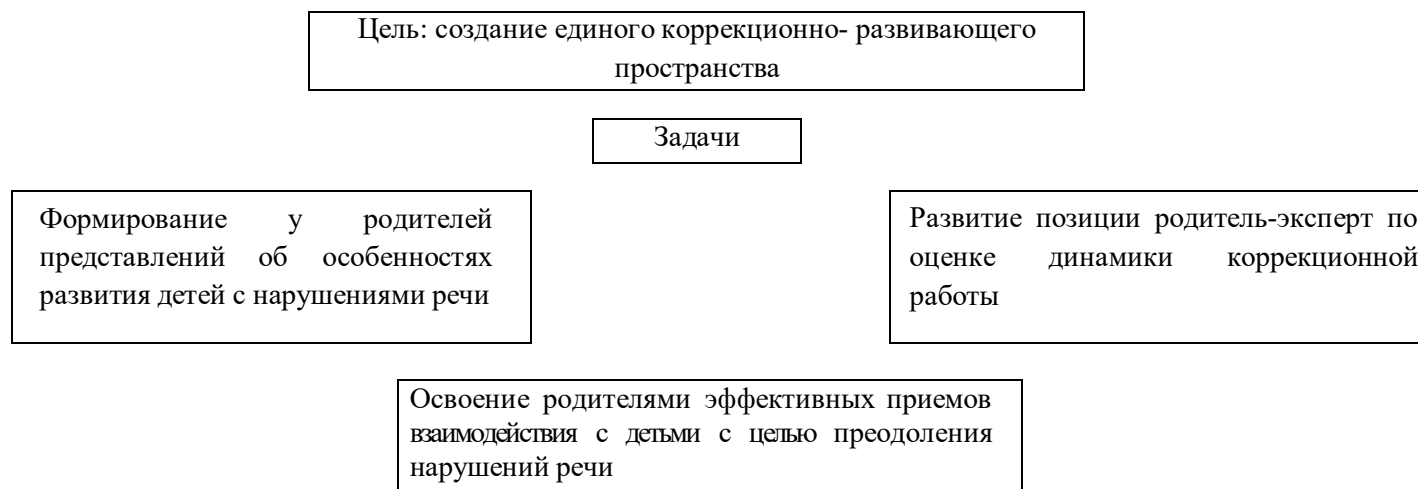 Цель: создание единого коррекционно- развивающего
пространства
Задачи
Формирование у родителей
представлений об особенностях
развития детей с нарушениями речи
Развитие позиции родитель-эксперт по
оценке динамики коррекционной
работы
Освоение родителями эффективных приемов
взаимодействия с детьми с целью преодоления
нарушений речи